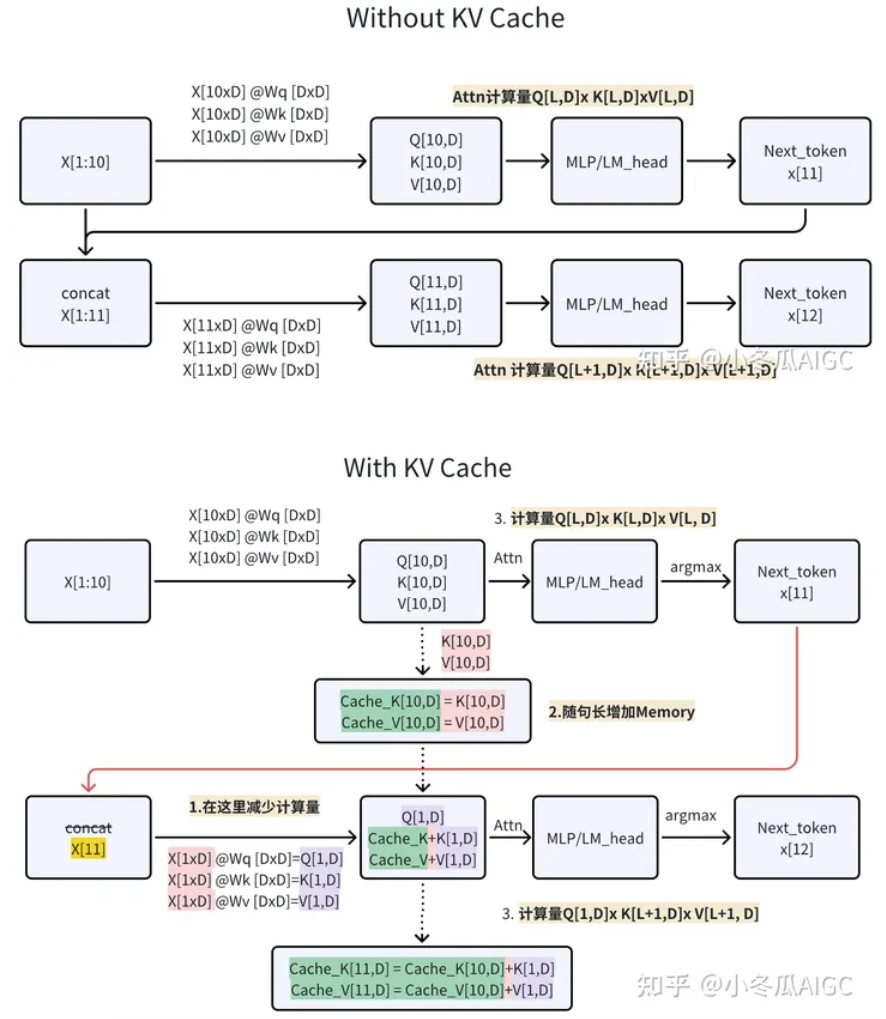 Without KV Cache
X[10xD] @Wq [DxD]
X[10xD] @Wk [DxD]
X[10xD] @Wv [DxD]
Attn计算量Q[L,D]x K[L,D]xV[L,D]
X[1:10]
Q[10,D]
K[10,D]
V[10,D]
MLP/LM_head
Next_token
x[11]
concat
X[1:11]
X[11xD] @Wq [DxD]
X[11xD] @Wk [DxD]
X[11xD] @Wv [DxD]
Q[11,D]
K[11,D]
V[11,D]
MLP/LM_head
Next_token
x[12]
知乎 @小冬瓜AIGC
Attn 计算量Q[L+1,D]x K[L+1,D]x V[L+1,D]
With KV Cache
X[10xD] @Wq [DxD]
X[10xD] @Wk [DxD]
X[10xD] @Wv [DxD]
3. 计算量Q[L,D]x K[L,D]x V[L, D]
X[1:10]
Q[10,D]
K[10,D]
V[10,D]
Attn
MLP/LM_head
argmax
Next_token
x[11]
K[10,D]
V[10,D]
Cache_K[10,D] = K[10,D]
Cache_V[10,D] = V[10,D]
2.随句长增加Memory
concat
X[11]
1.在这里减少计算量
X[1xD] @Wq [DxD]=Q[1,D]
X[1xD] @Wk [DxD]=K[1,D]
X[1xD] @Wv [DxD]=V[1,D]
Q[1,D]
Cache_K+K[1,D]
Cache_V+V[1,D]
Attn
MLP/LM_head
argmax
Next_token
x[12]
3. 计算量Q[1,D]x K[L+1,D]x V[L+1, D]
Cache_K[11,D] = Cache_K[10,D]+K[1,D]
Cache_V[11,D] = Cache_V[10,D]+V[1,D]
知乎 @小冬瓜AIGC